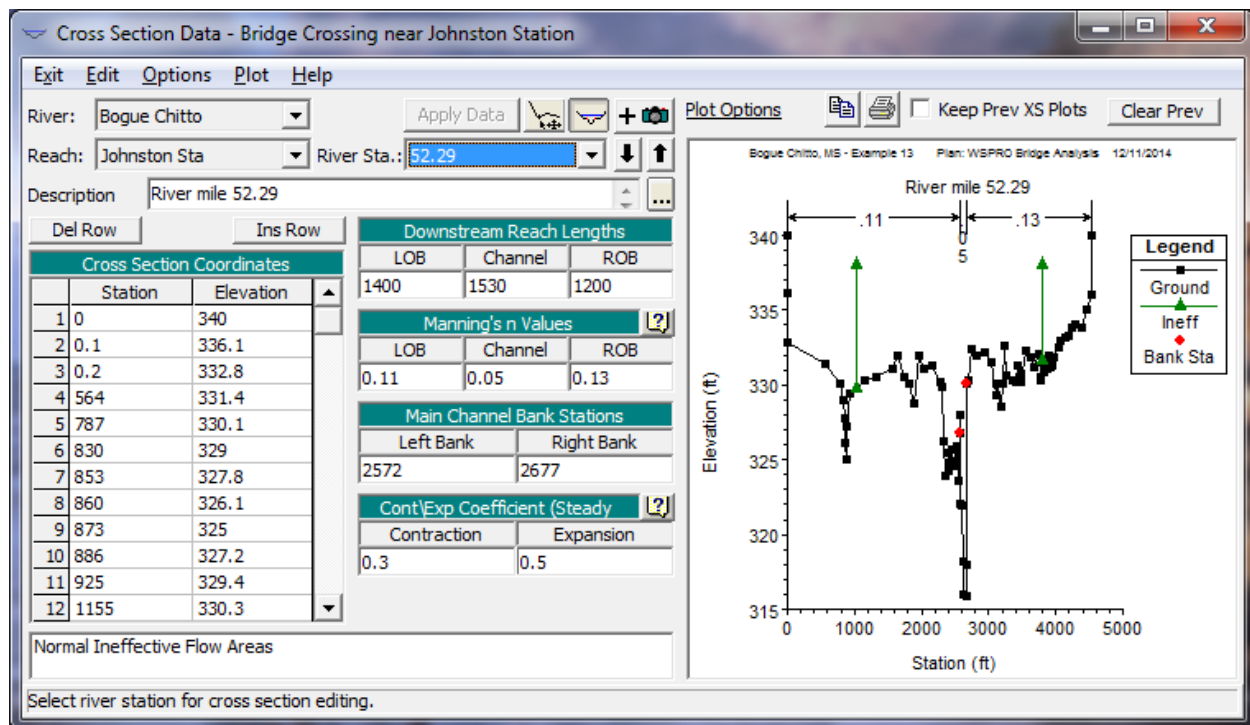 Cross Section Data - Bridge Crossing near Johnston Station
Exit Edit Options Plot Help
River: Bogue Chitto Apply Data
Reach: Johnston Sta River Sta.: 52.29
Description River mile 52.29 ...
Del Row Ins Row
Cross Section Coordinates
Station Elevation
1 0 340
2 0.1 336.1
3 0.2 332.8
4 564 331.4
5 787 330.1
6 830 329
7 853 327.8
8 860 326.1
9 873 325
10 886 327.2
11 925 329.4
12 1155 330.3
Downstream Reach Lengths
LOB Channel ROB
1400 1530 1200
Manning's n Values ?
LOB Channel ROB
0.11 0.05 0.13
Main Channel Bank Stations
Left Bank Right Bank
2572 2677
Cont\Exp Coefficient (Steady ?
Contraction Expansion
0.3 0.5
Normal Ineffective Flow Areas
Select river station for cross section editing.
Plot Options Keep Prev XS Plots Clear Prev
Bogue Chitto, MS - Example 13 Plan: WSPRO Bridge Analysis 12/11/2014
River mile 52.29
.11 .05 .13
340
335
330
325
320
315
Elevation (ft)
0 1000 2000 3000 4000 5000
Station (ft)
Legend
Ground
Ineff
Bank Sta